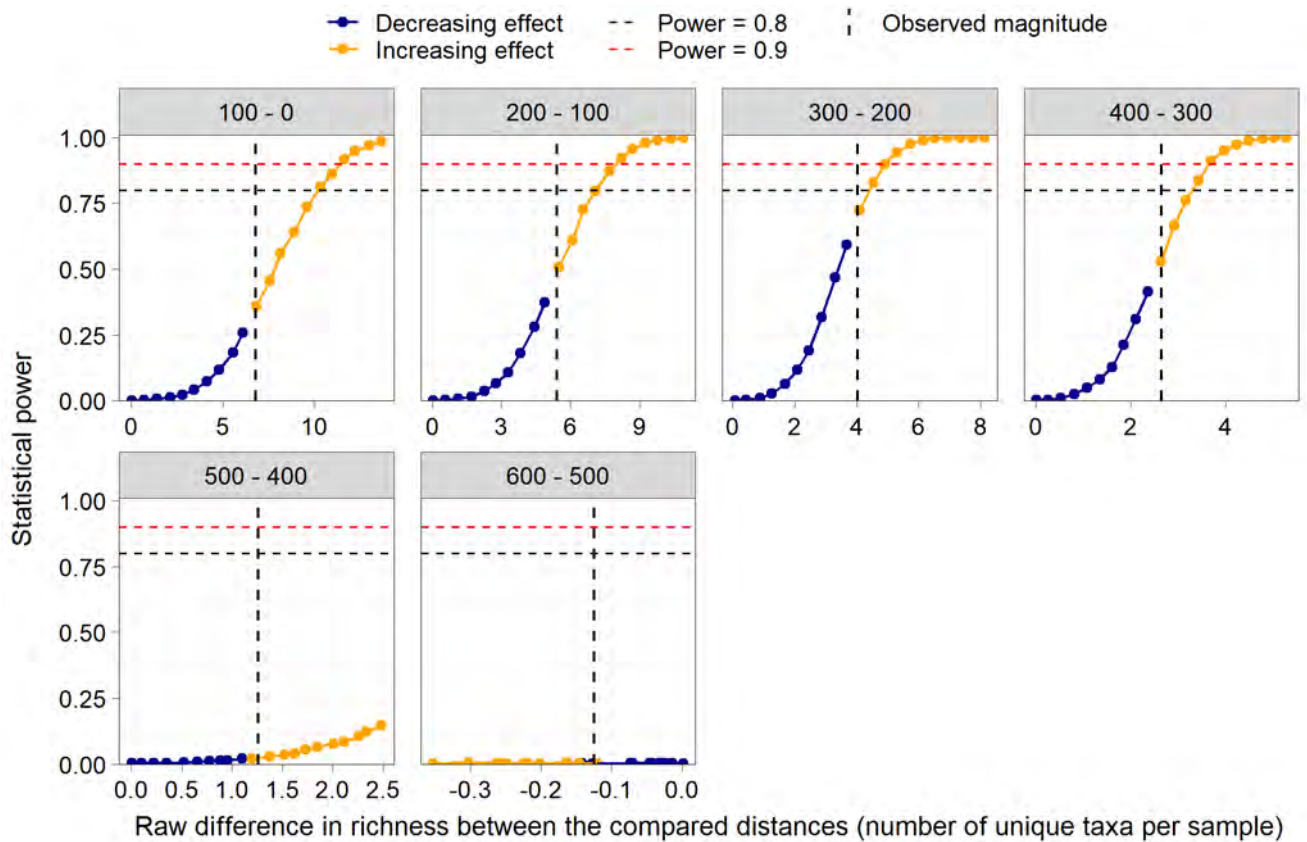 Decreasing effect Power = 0.8 Observed magnitude
Increasing effect Power = 0.9
100 - 0 200 - 100 300 - 200 400 - 300
1.00
0.75
0.50
0.25
0.00
0 5 10 0 3 6 9 0 2 4 6 8 0 2 4
500 - 400 600 - 500
1.00
0.75
0.50
0.25
0.00
0.0 0.5 1.0 1.5 2.0 2.5 -0.3 -0.2 -0.1 0.0
Statistical power
Raw difference in richness between the compared distances (number of unique taxa per sample)